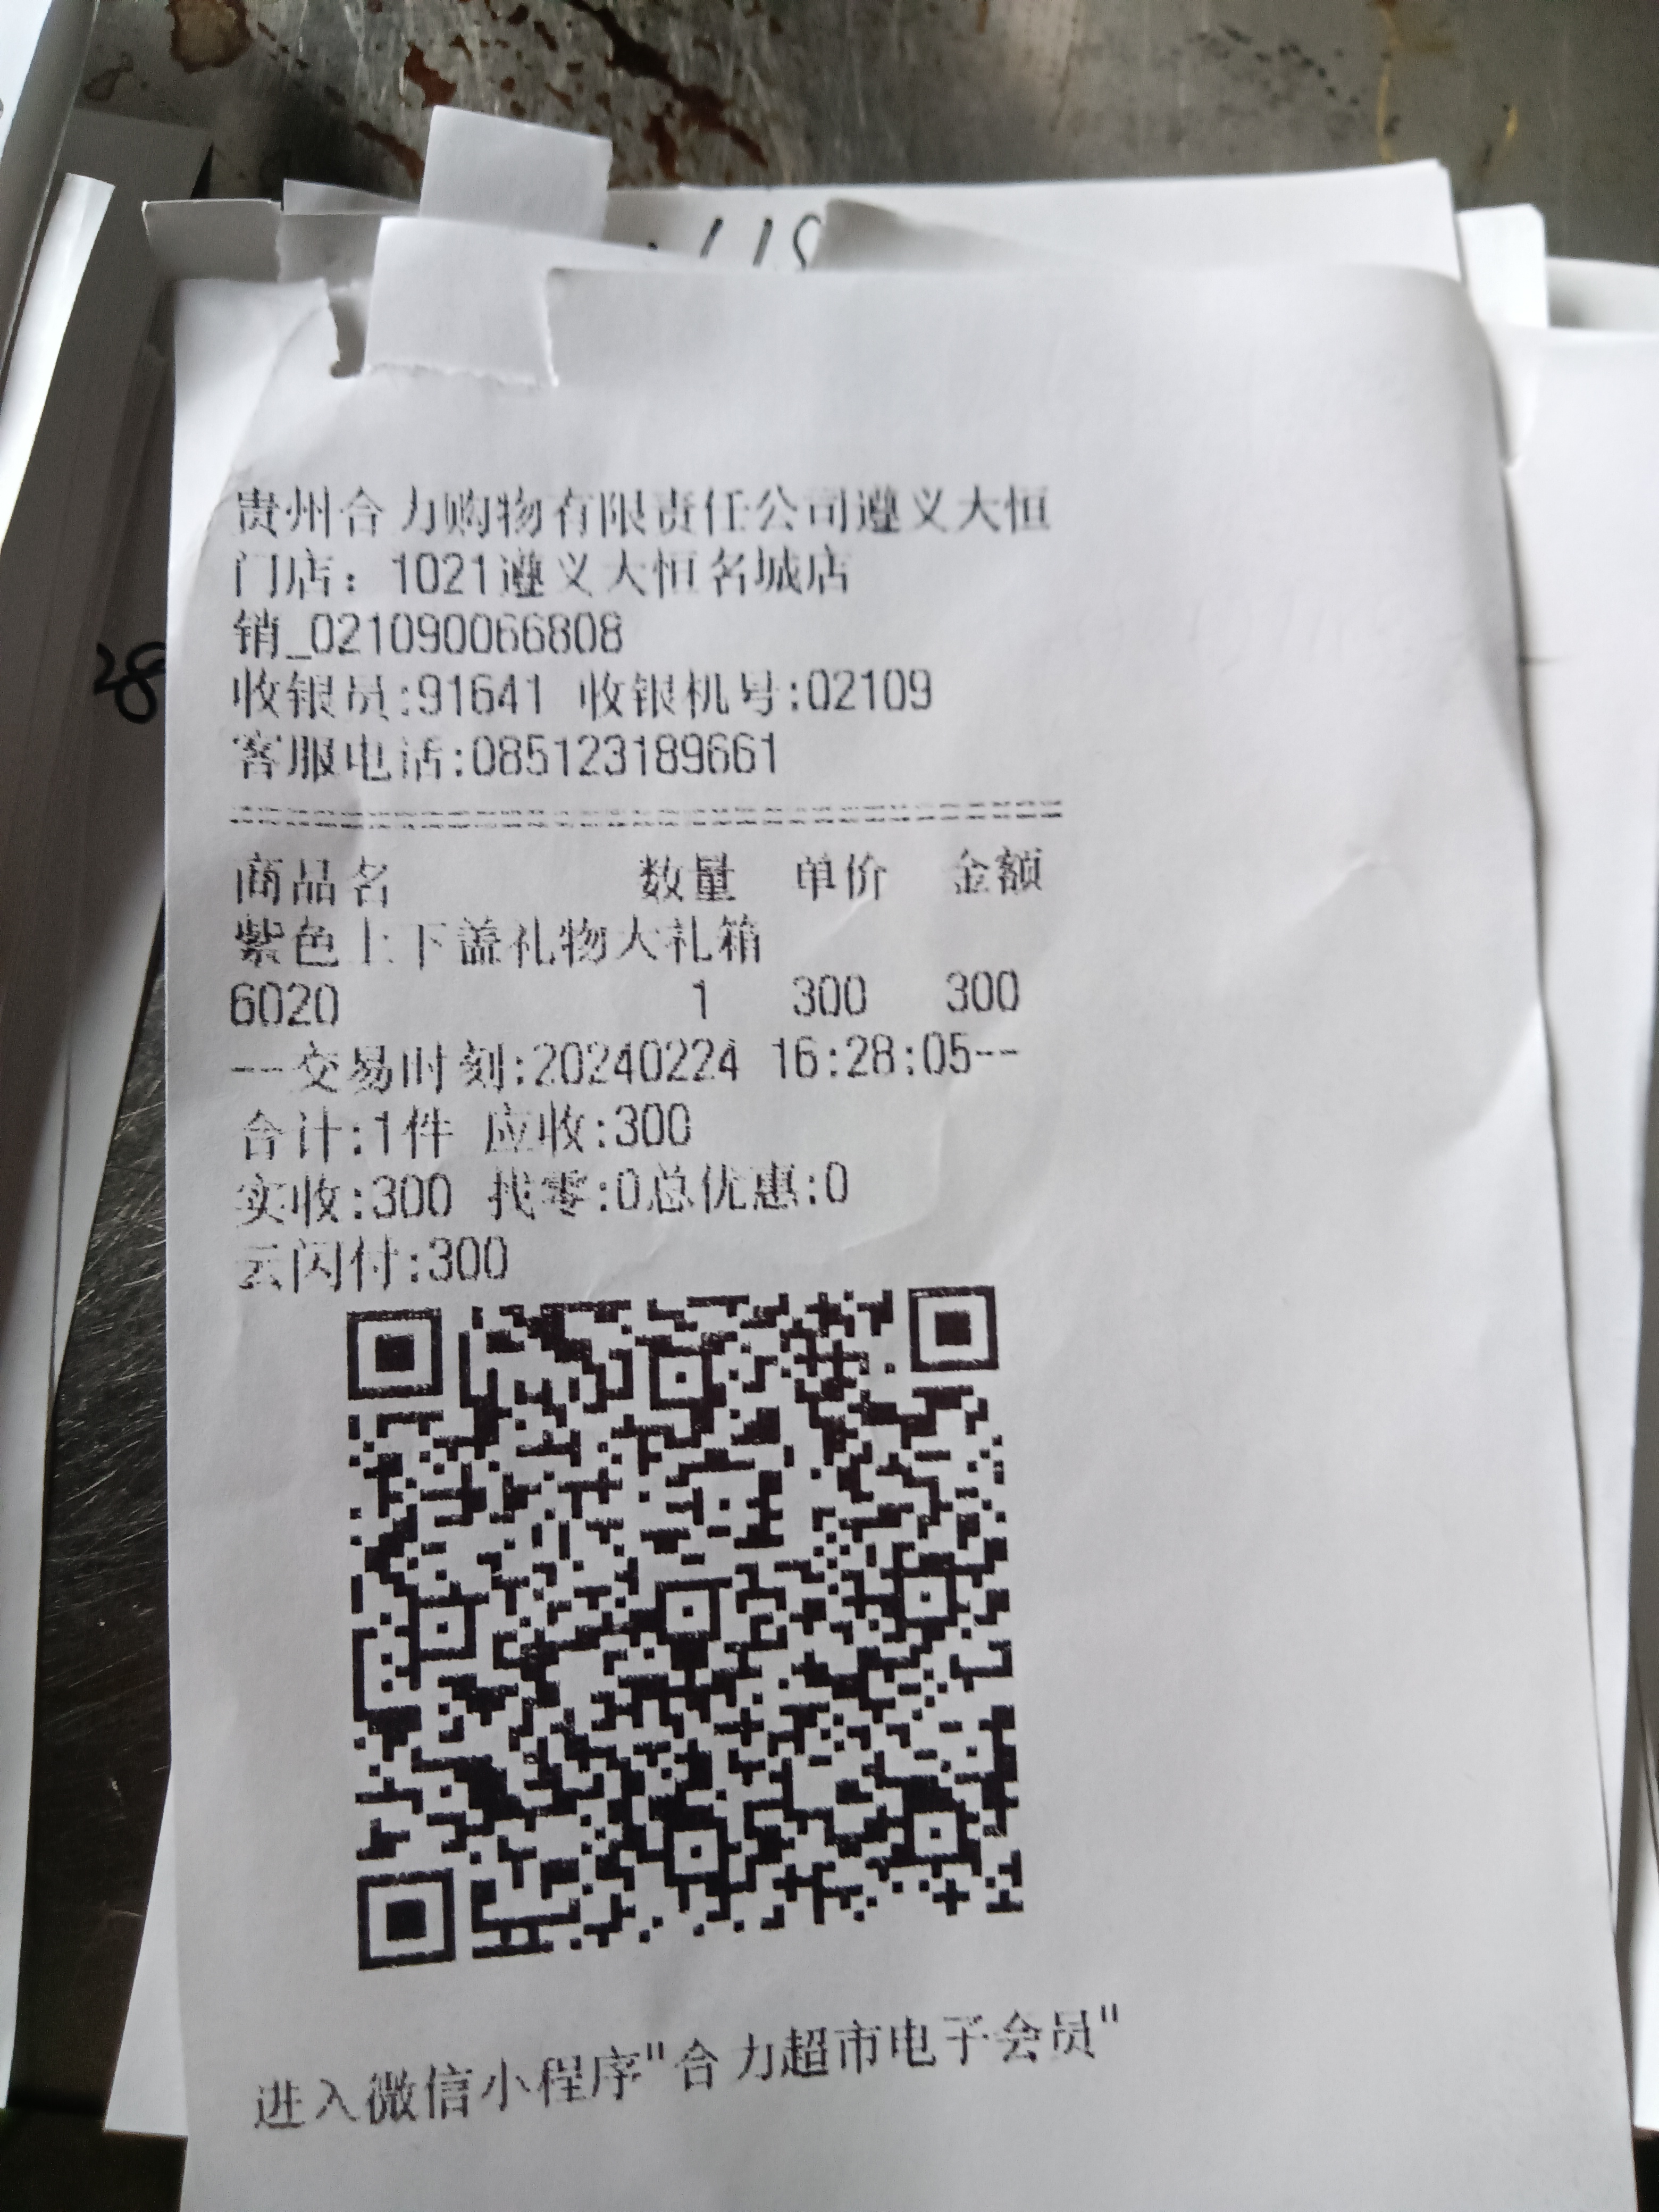 118
28
贵州合力购物有限责任公司遵义大恒
门店：1021遵义大恒名城店
销_021090066808
收银员:91641 收银机号:02109
客服电话:085123189661
================================
商品名 数量 单价 金额
紫色上下盖礼物大礼箱
6020 1 300 300
--交易时刻:20240224 16:28:05--
合计:1件 应收:300
实收:300 找零:0总优惠:0
云闪付:300
进入微信小程序"合力超市电子会员"